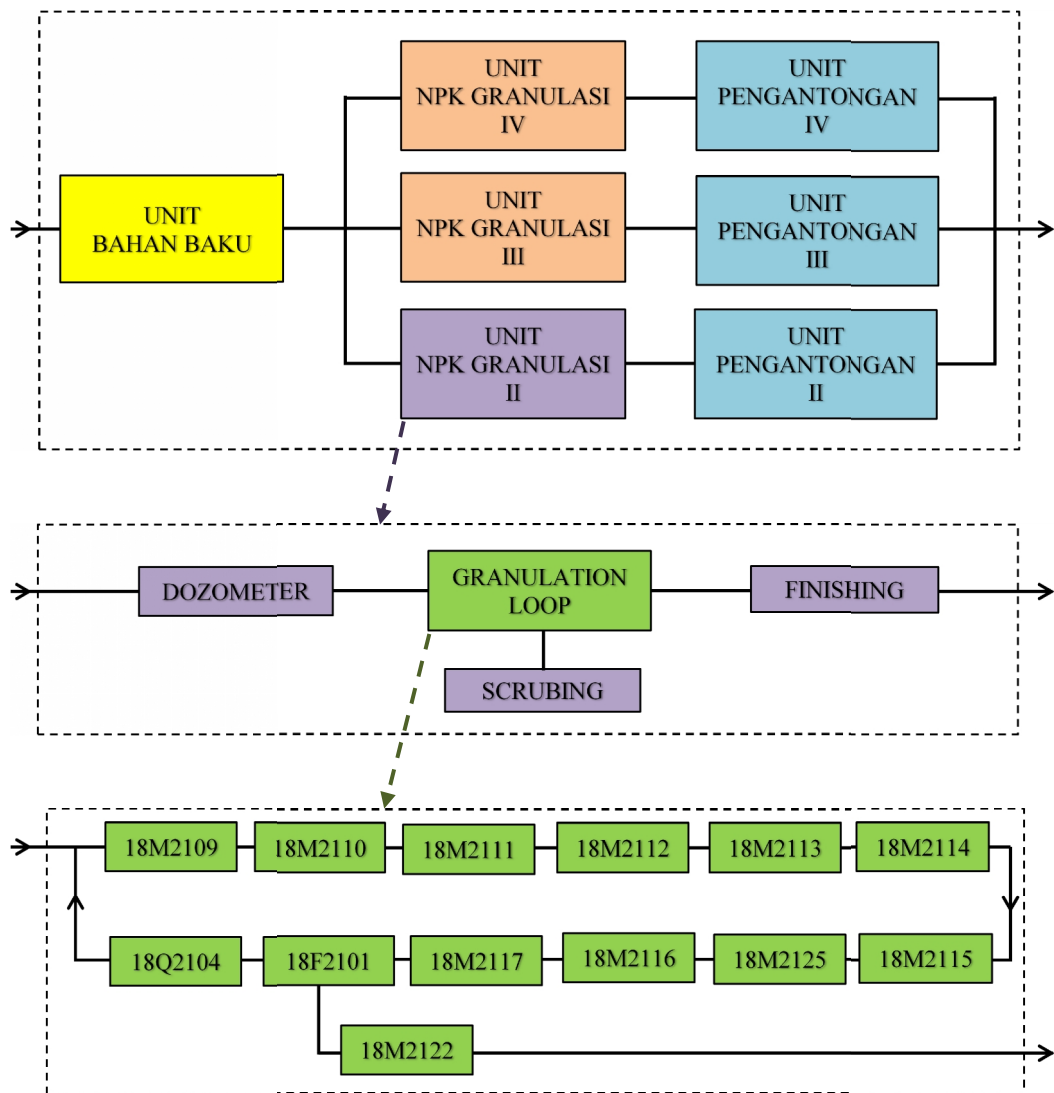 UNIT
NPK GRANULASI
IV
UNIT
PENGANTONGAN
IV
UNIT
BAHAN BAKU
UNIT
NPK GRANULASI
III
UNIT
PENGANTONGAN
III
UNIT
NPK GRANULASI
II
UNIT
PENGANTONGAN
II
DOZOMETER
GRANULATION
LOOP
FINISHING
SCRUBING
18M2109
18M2110
18M2111
18M2112
18M2113
18M2114
18Q2104
18F2101
18M2117
18M2116
18M2125
18M2115
18M2122